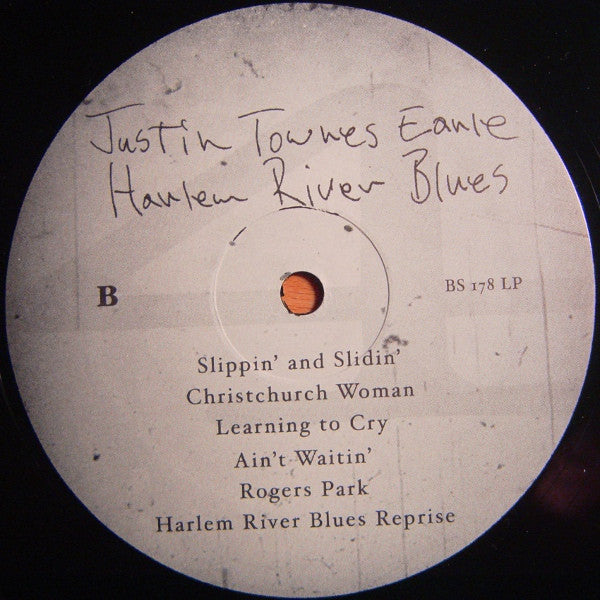 Justin Townes Earle
Harlem River Blues
B
BS 178 LP
Slippin' and Slidin'
Christchurch Woman
Learning to Cry
Ain't Waitin'
Rogers Park
Harlem River Blues Reprise